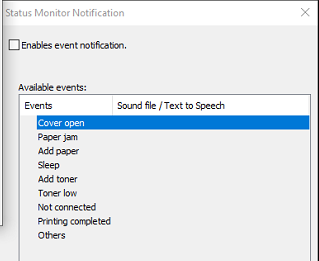 Status Monitor Notification
Enables event notification.
Available events:
Events Sound file / Text to Speech
Cover open
Paper jam
Add paper
Sleep
Add toner
Toner low
Not connected
Printing completed
Others